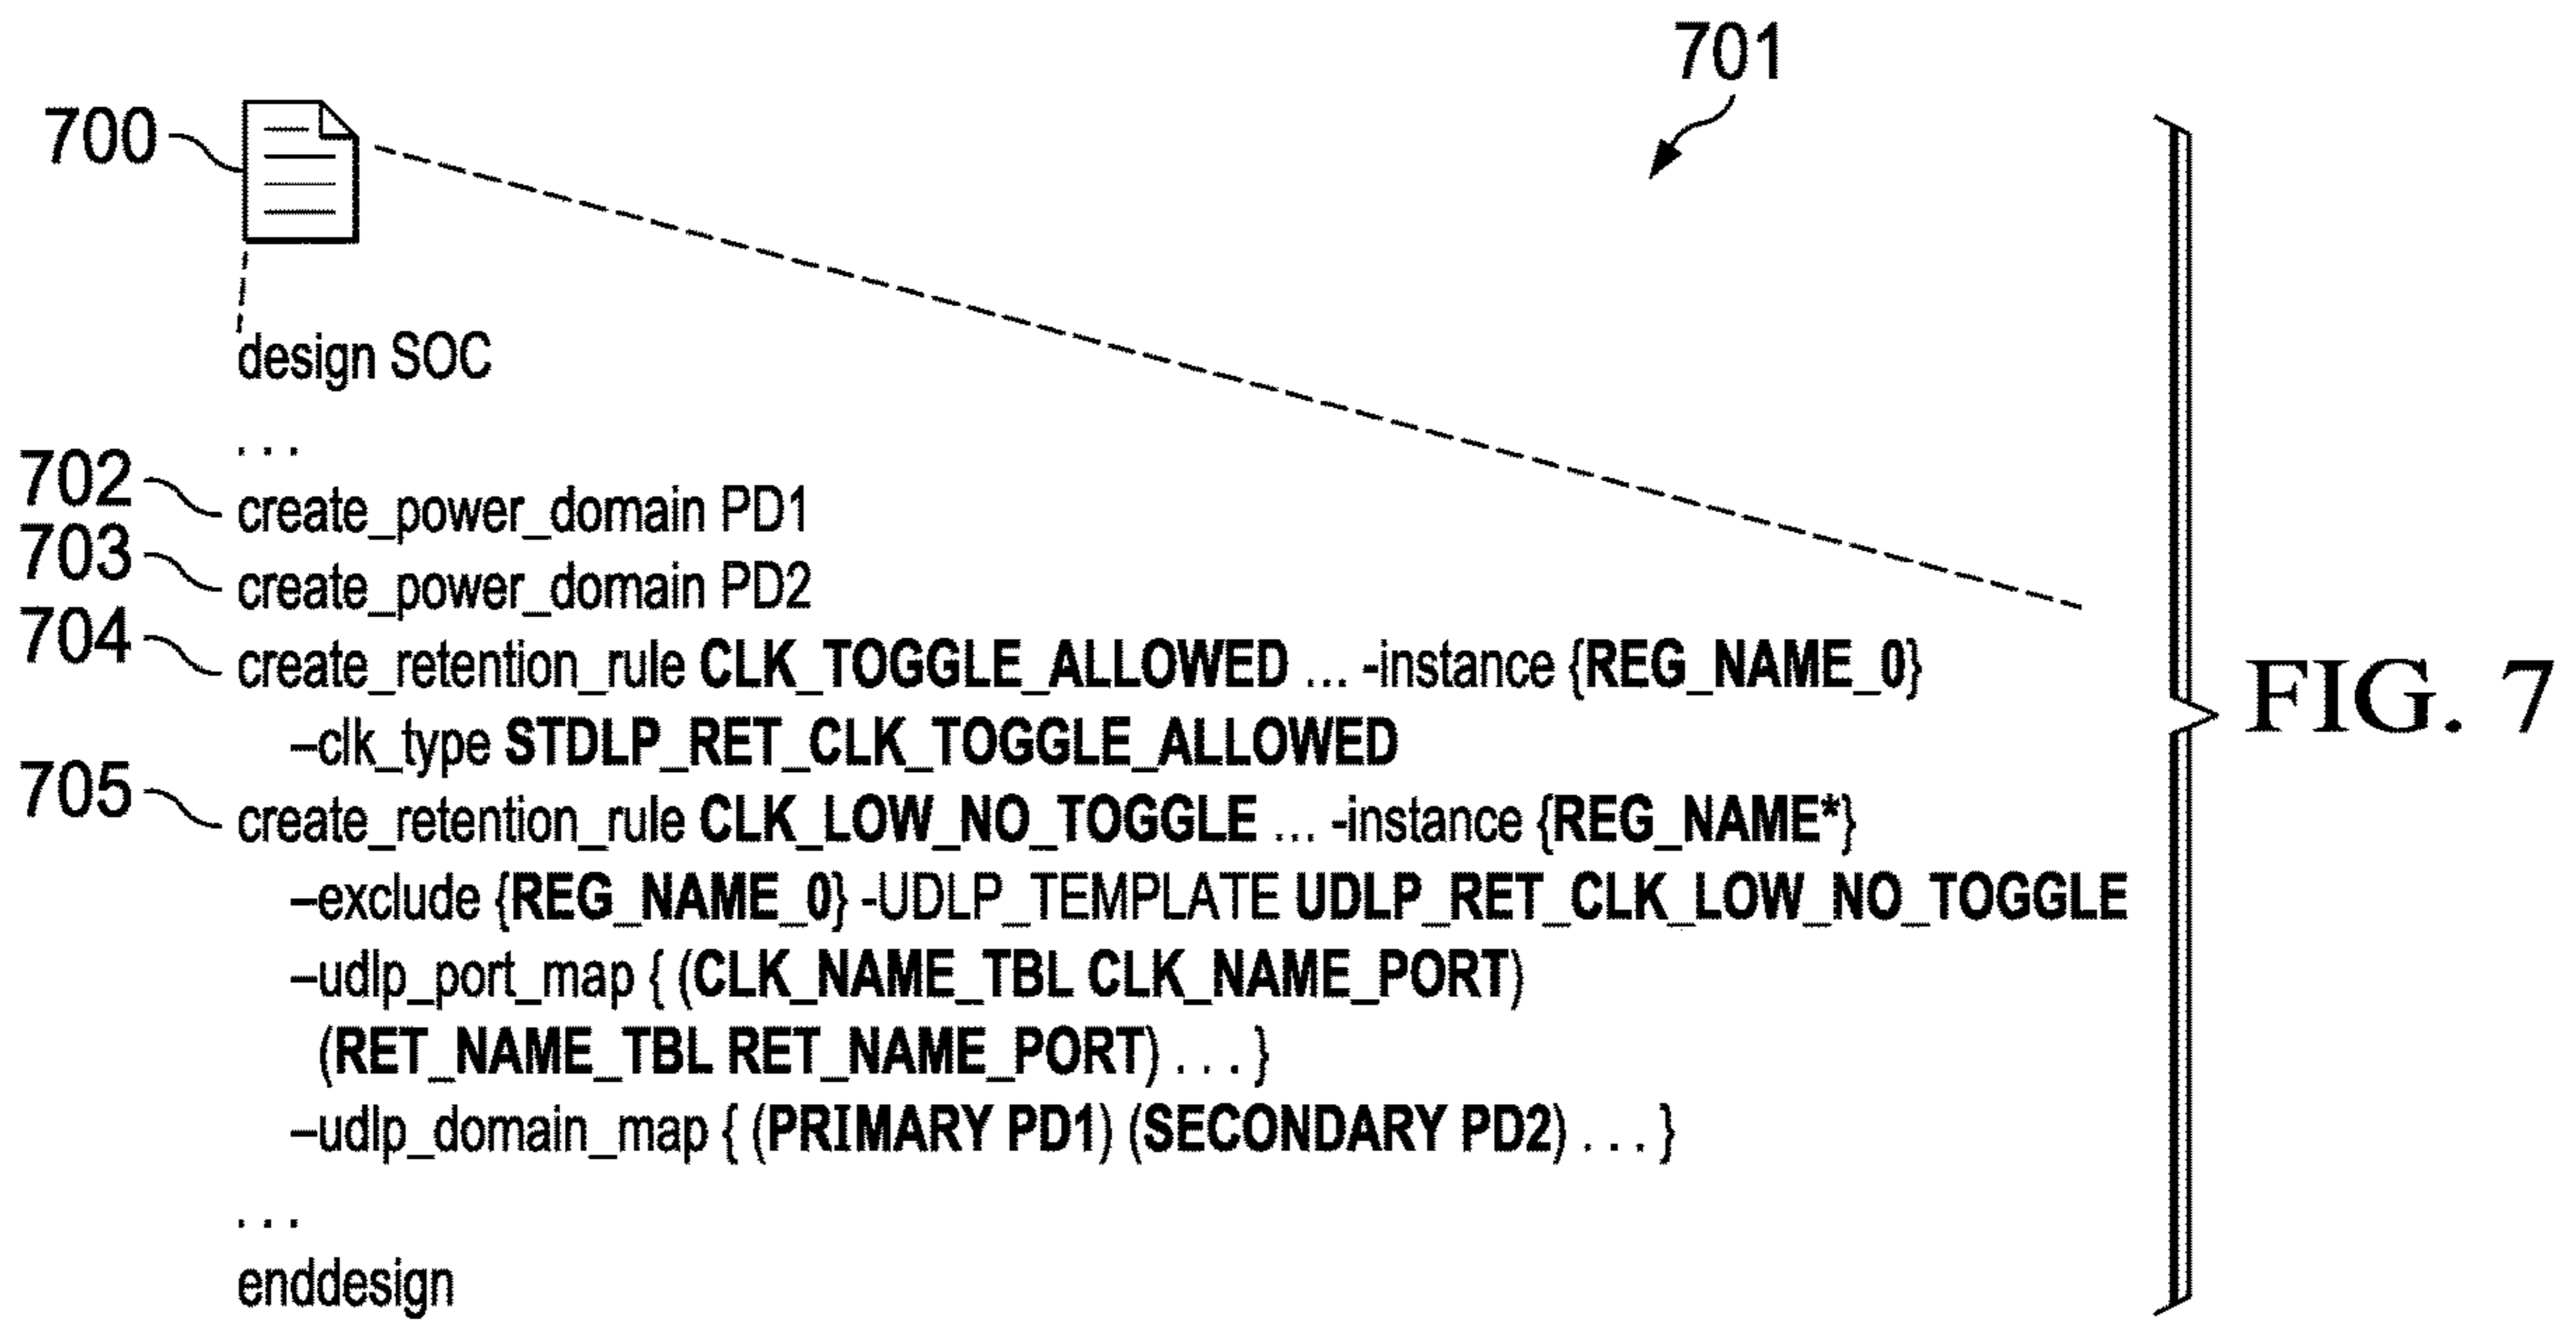 701
700
design SOC
. . .
702
create_power_domain PD1
703
create_power_domain PD2
704
create_retention_rule CLK_TOGGLE_ALLOWED ... -instance {REG_NAME_0}
–clk_type STDLP_RET_CLK_TOGGLE_ALLOWED
705
create_retention_rule CLK_LOW_NO_TOGGLE ... -instance {REG_NAME*}
–exclude {REG_NAME_0} -UDLP_TEMPLATE UDLP_RET_CLK_LOW_NO_TOGGLE
–udlp_port_map { (CLK_NAME_TBL CLK_NAME_PORT)
(RET_NAME_TBL RET_NAME_PORT) . . . }
–udlp_domain_map { (PRIMARY PD1) (SECONDARY PD2) . . . }
. . .
enddesign
FIG. 7